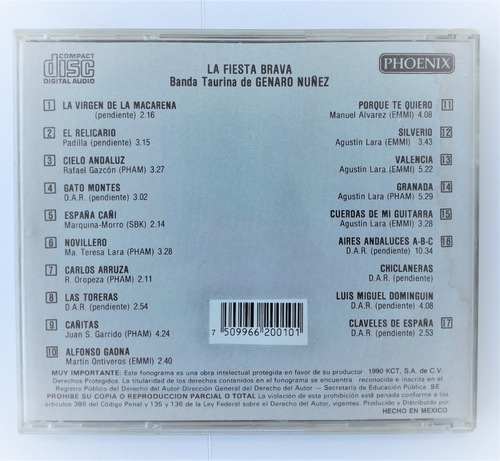 COMPACT
disc
DIGITAL AUDIO
LA FIESTA BRAVA
Banda Taurina de GENARO NUÑEZ
PHOENIX
1 LA VIRGEN DE LA MACARENA
(pendiente) 2.16
2 EL RELICARIO
Padilla (pendiente) 3.15
3 CIELO ANDALUZ
Rafael Gazcón (PHAM) 3.27
4 GATO MONTES
D.A.R. (pendiente) 3.02
5 ESPAÑA CAÑI
Marquina-Morro (SBK) 2.14
6 NOVILLERO
Ma. Teresa Lara (PHAM) 3.28
7 CARLOS ARRUZA
R. Oropeza (PHAM) 2.11
8 LAS TORERAS
D.A.R. (pendiente) 2.54
9 CAÑITAS
Juan S. Garrido (PHAM) 4.24
10 ALFONSO GAONA
Martín Ontiveros (EMMI) 2.40
PORQUE TE QUIERO 11
Manuel Alvarez (EMMI) 4.08
SILVERIO 12
Agustín Lara (EMMI) 3.43
VALENCIA 13
Agustín Lara (EMMI) 5.22
GRANADA 14
Agustín Lara (PHAM) 5.29
CUERDAS DE MI GUITARRA 15
Agustín Lara (EMMI) 3.28
AIRES ANDALUCES A-B-C 16
D.A.R. (pendiente) 10.34
CHICLANERAS
D.A.R. (pendiente)
LUIS MIGUEL DOMINGUIN
D.A.R. (pendiente) 4.08
CLAVELES DE ESPAÑA 17
D.A.R. (pendiente) 2.53
7 509966 200101
MUY IMPORTANTE: Este fonograma es una obra intelectual protegida en favor de su productor 1990 KCT, S.A. de C.V.
Derechos Protegidos. La titularidad de los derechos contenidos en el fonograma se encuentra reconocida e inscrita en el
Registro Público del Derecho del Autor-Dirección General del Derecho del Autor — Secretaría de Educación Pública. SE
PROHIBE SU COPIA O REPRODUCCION PARCIAL O TOTAL La violación de esta prohibición está penada conforme a los
artículos 386 del Código Penal y 135 y 136 de la Ley Federal sobre el Derecho del Autor, vigentes. Producido y Distribuido por
HECHO EN MEXICO